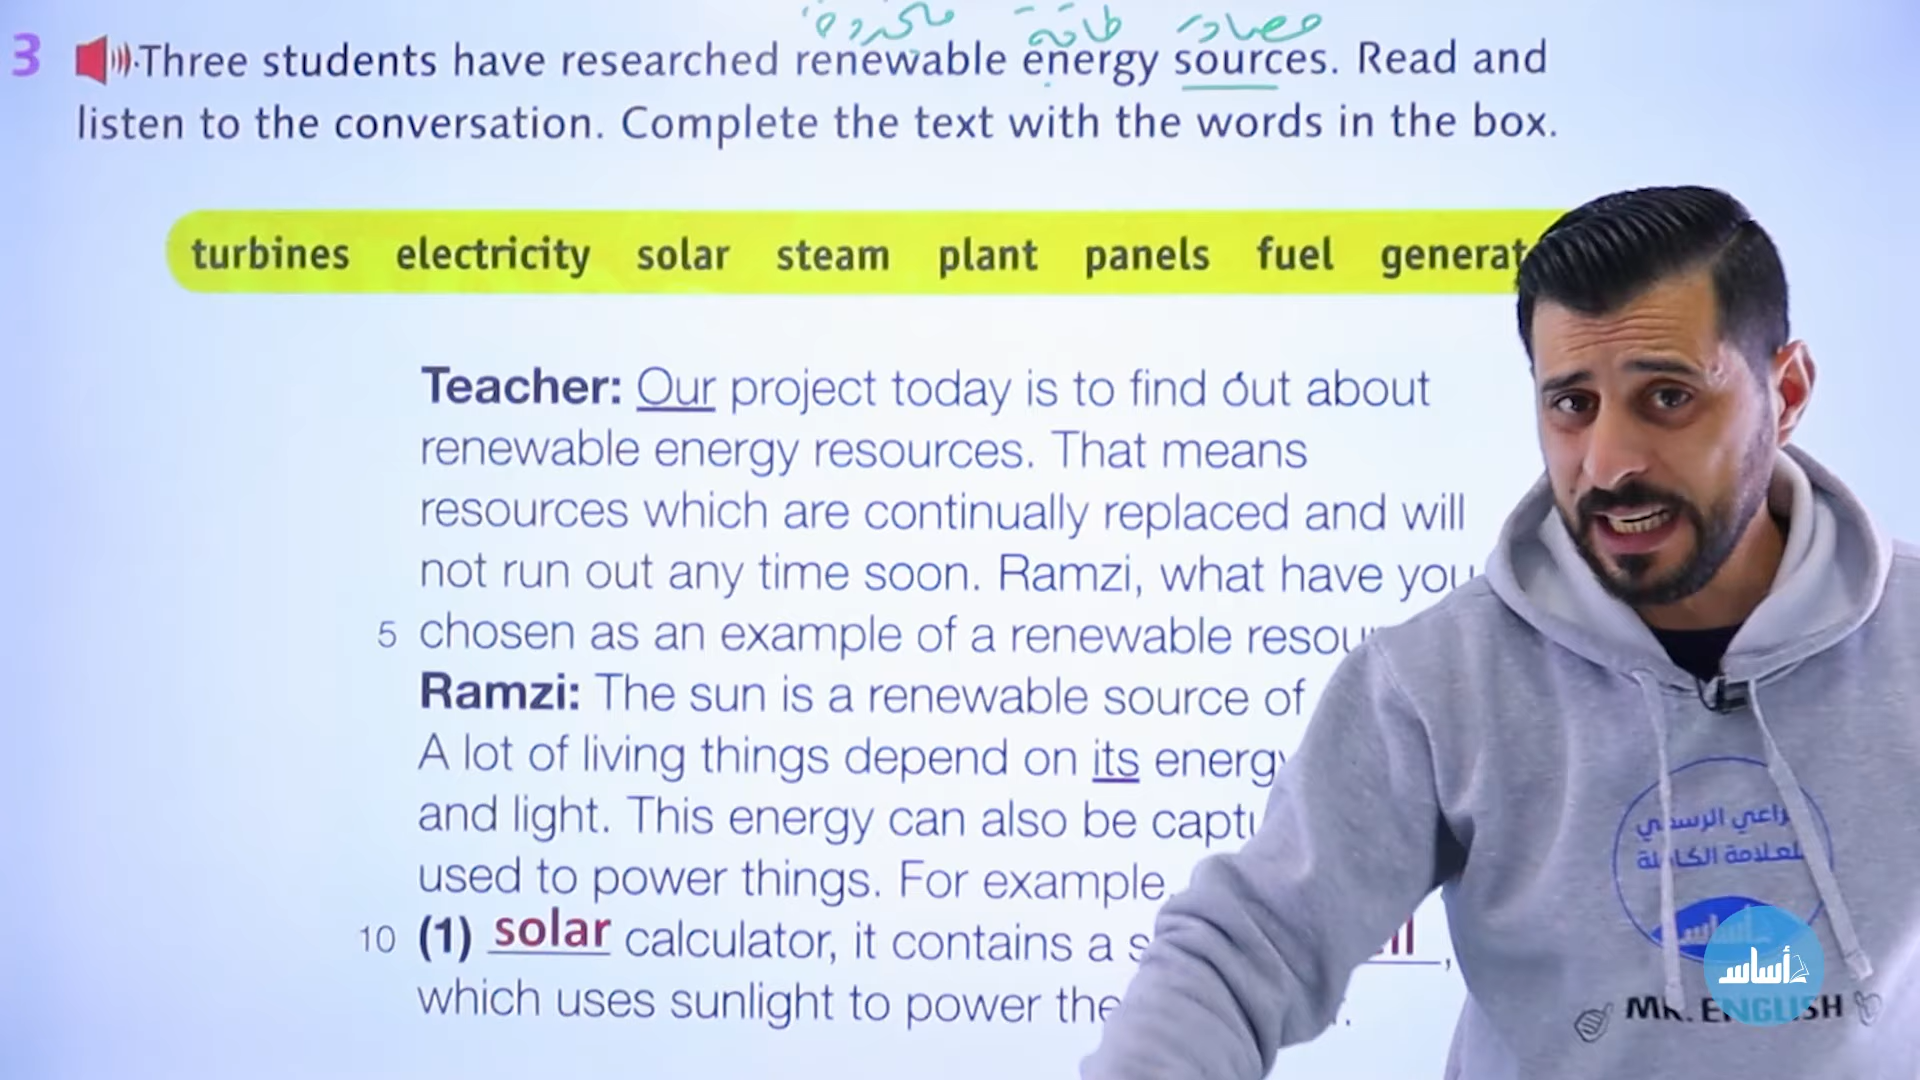 متجددة طاقة مصادر
3 Three students have researched renewable energy sources. Read and
listen to the conversation. Complete the text with the words in the box.
turbines electricity solar steam plant panels fuel
Teacher: Our project today is to find out about
renewable energy resources. That means
resources which are continually replaced and will
not run out any time soon. Ramzi, what have you
5 chosen as an example of a renewable
Ramzi: The sun is a renewable source of
A lot of living things depend on its energy
and light. This energy can also be
used to power things. For example,
10 (1) solar calculator, it contains a
which uses sunlight to power the
الراعي الرسمي
للعلامة الكاملة
أساس
MR. ENGLISH